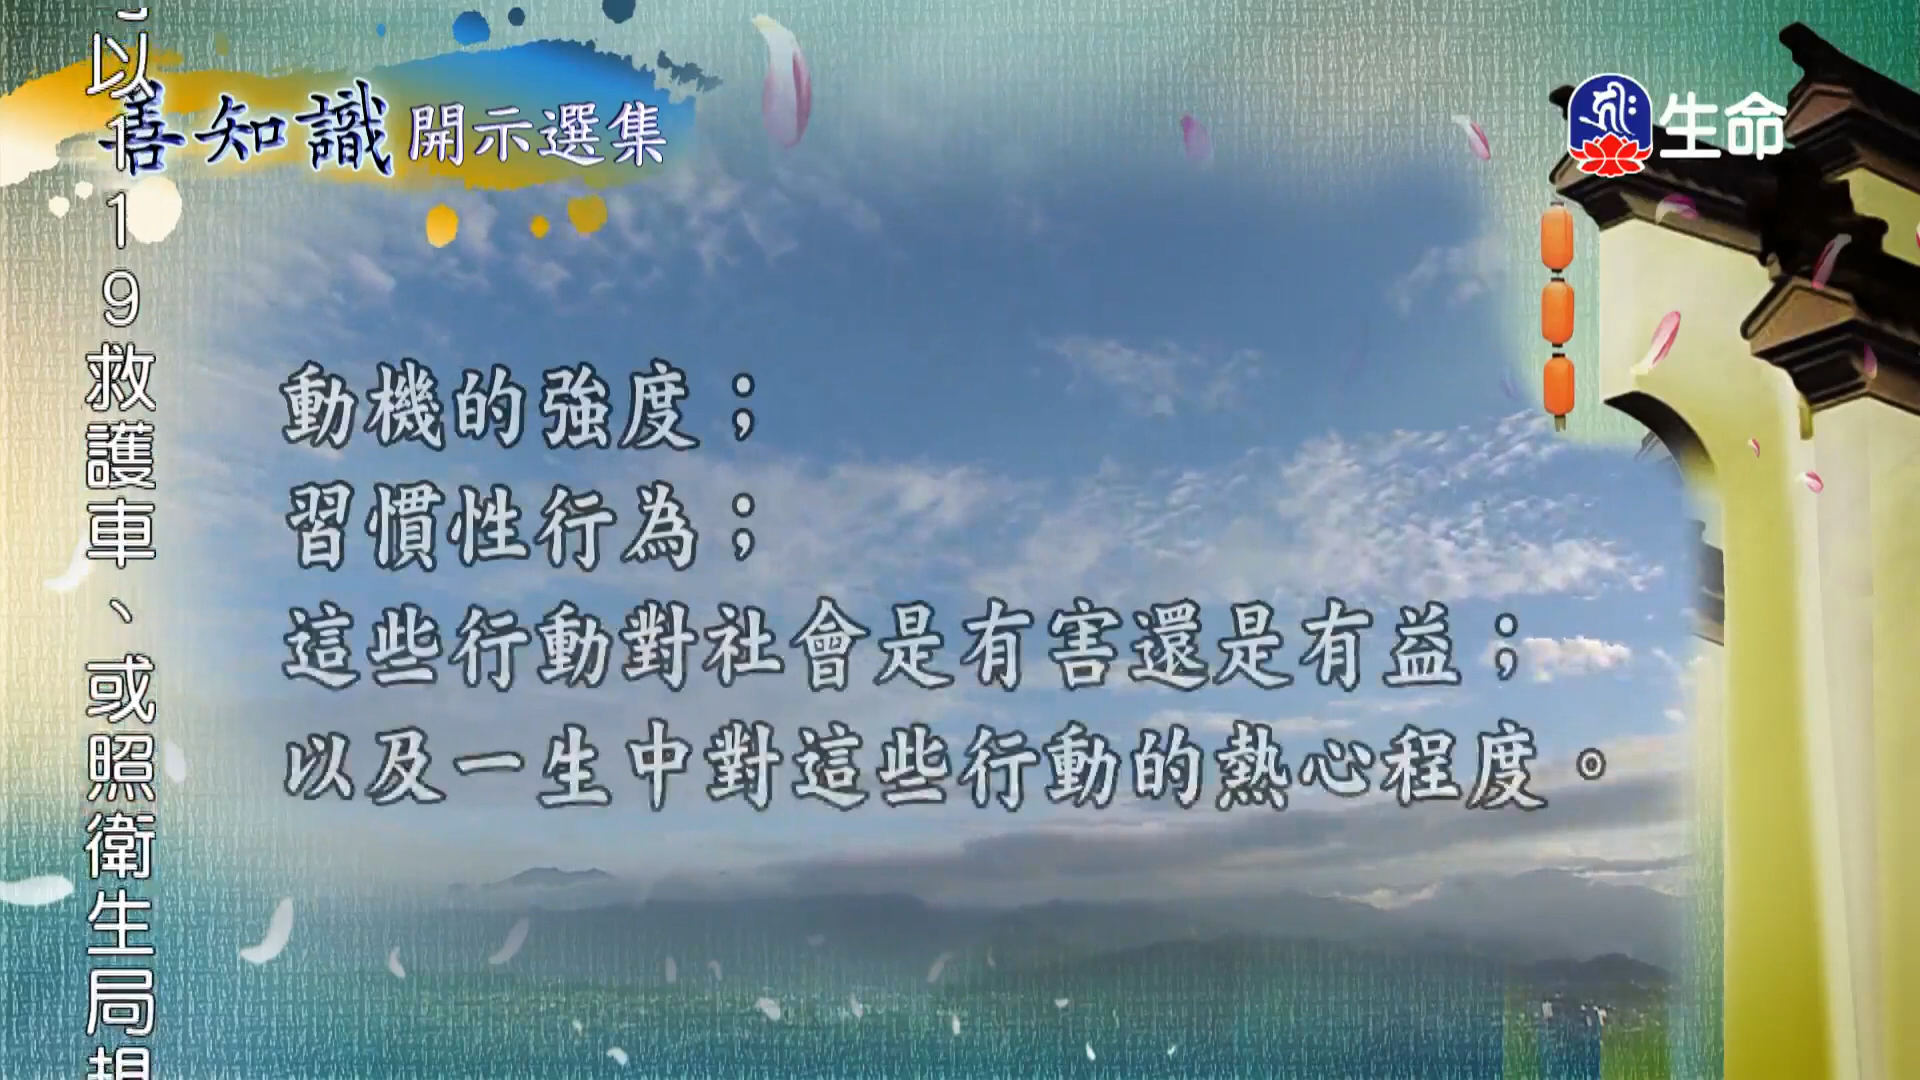 善知識開示選集
生命
動機的強度；
習慣性行為；
這些行動對社會是有害還是有益；
以及一生中對這些行動的熱心程度。
以119救護車、或照衛生局規